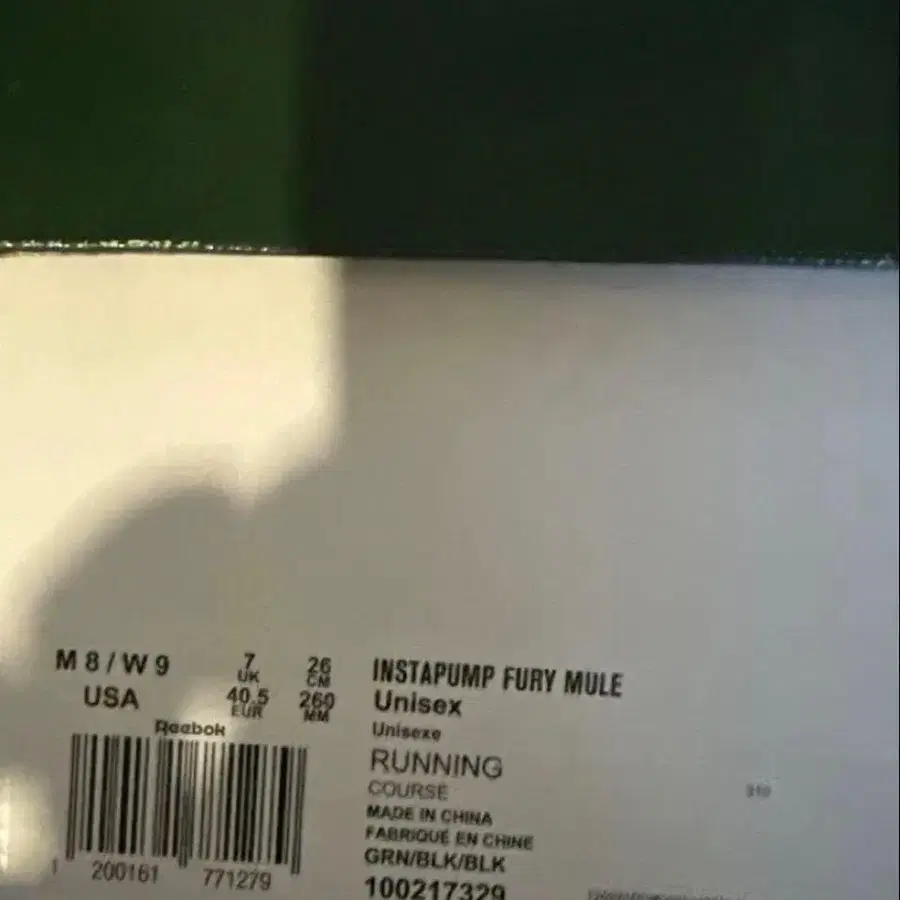 M 8 / W 9
USA
7
UK
40.5
EUR
26
CM
260
MM
Reebok
1 200161 771279
INSTAPUMP FURY MULE
Unisex
Unisexe
RUNNING
COURSE
MADE IN CHINA
FABRIQUÉ EN CHINE
GRN/BLK/BLK
100217329